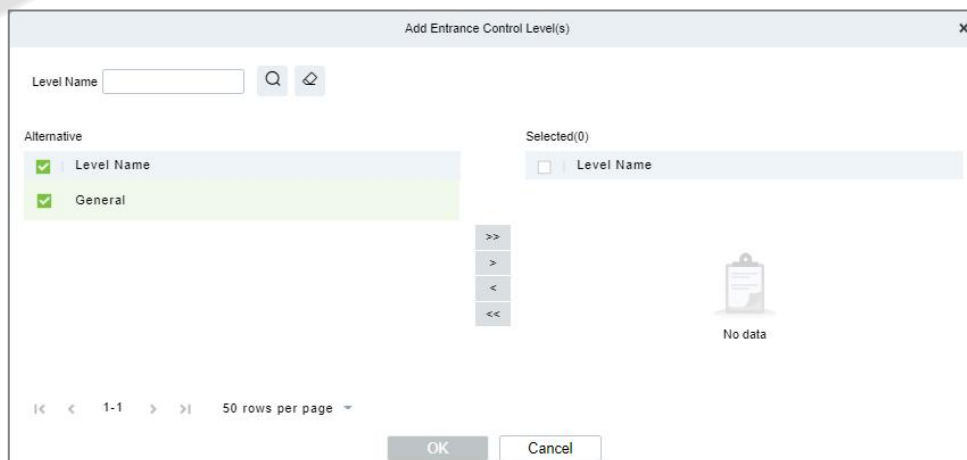 Add Entrance Control Level(s)
Level Name
Alternative
Level Name
General
Selected(0)
Level Name
>>
>
<
<<
No data
|< < 1-1 > >| 50 rows per page
OK Cancel